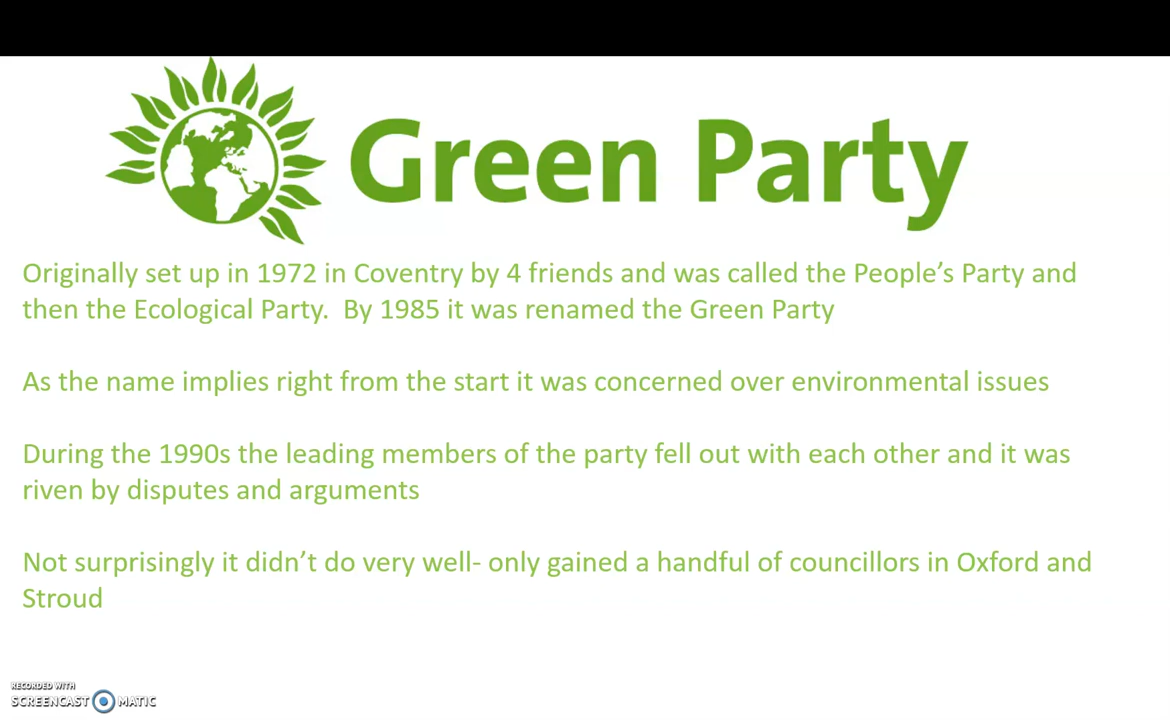 Green Party
Originally set up in 1972 in Coventry by 4 friends and was called the People’s Party and
then the Ecological Party.  By 1985 it was renamed the Green Party
As the name implies right from the start it was concerned over environmental issues
During the 1990s the leading members of the party fell out with each other and it was
riven by disputes and arguments
Not surprisingly it didn’t do very well- only gained a handful of councillors in Oxford and
Stroud
RECORDED WITH
SCREENCAST MATIC